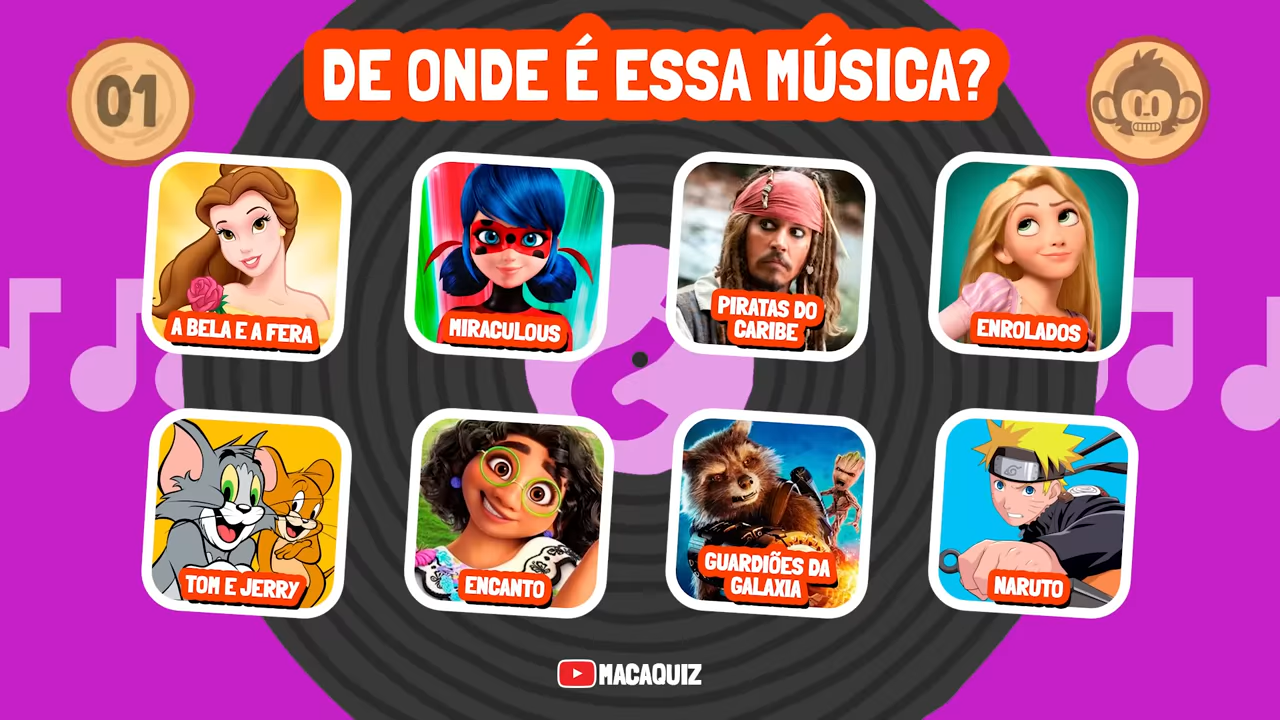 01
DE ONDE É ESSA MÚSICA?
A BELA E A FERA
MIRACULOUS
PIRATAS DO
CARIBE
ENROLADOS
TOM E JERRY
ENCANTO
GUARDIÕES DA
GALAXIA
NARUTO
MACAQUIZ